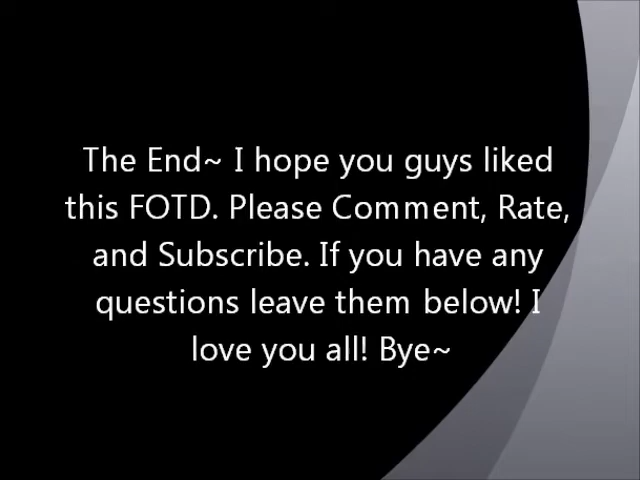 The End~ I hope you guys liked
this FOTD. Please Comment, Rate,
and Subscribe. If you have any
questions leave them below! I
love you all! Bye~